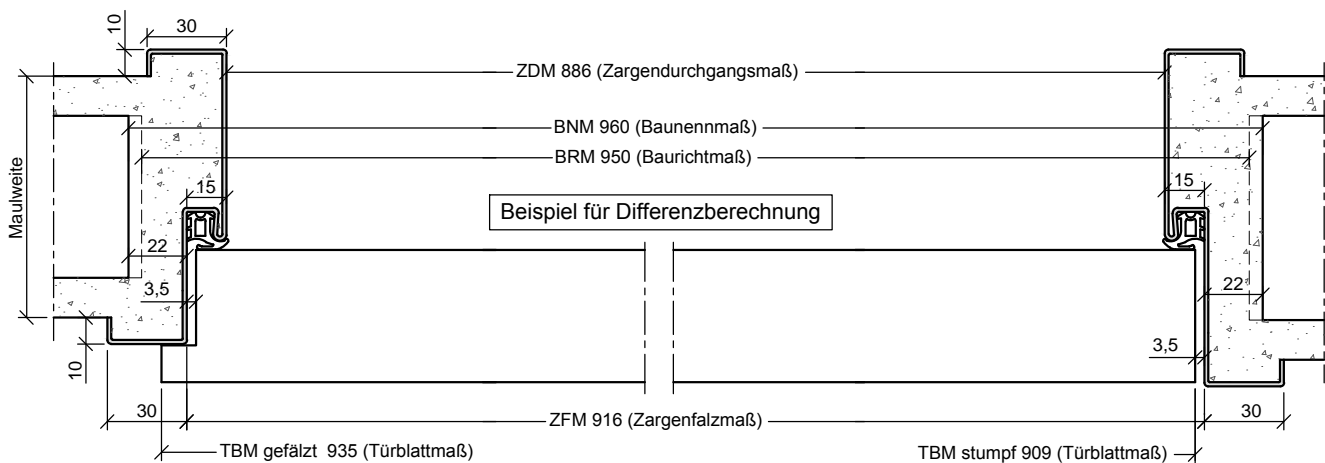 10
30
ZDM 886 (Zargendurchgangsmaß)
BNM 960 (Baunennmaß)
BRM 950 (Baurichtmaß)
Maulweite
15
15
Beispiel für Differenzberechnung
22
22
3,5
3,5
10
30
ZFM 916 (Zargenfalzmaß)
30
TBM gefälzt 935 (Türblattmaß)
TBM stumpf 909 (Türblattmaß)